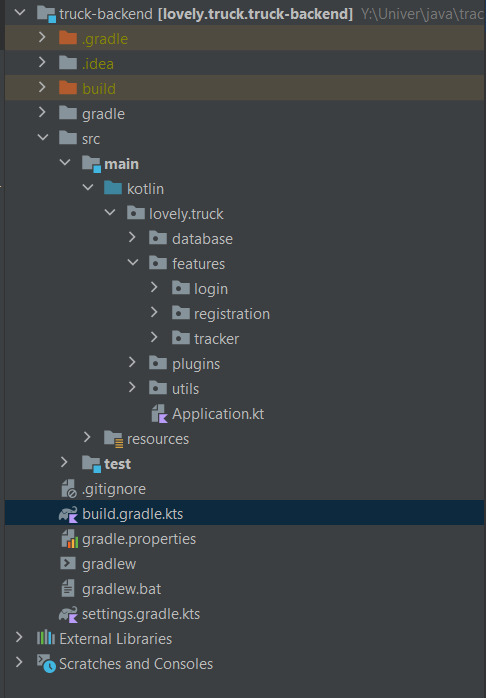 truck-backend [lovely.truck.truck-backend] Y:\Univer\java\trac
.gradle
.idea
build
gradle
src
main
kotlin
lovely.truck
database
features
login
registration
tracker
plugins
utils
Application.kt
resources
test
.gitignore
build.gradle.kts
gradle.properties
gradlew
gradlew.bat
settings.gradle.kts
External Libraries
Scratches and Consoles